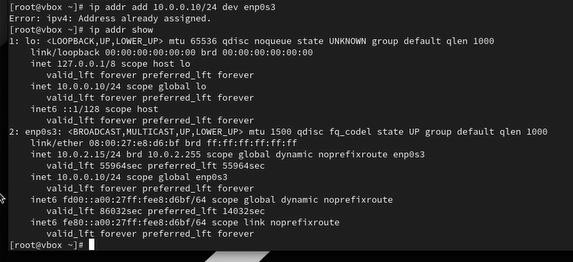 [root@vbox ~]# ip addr add 10.0.0.10/24 dev enp0s3
Error: ipv4: Address already assigned.
[root@vbox ~]# ip addr show
1: lo: <LOOPBACK,UP,LOWER_UP> mtu 65536 qdisc noqueue state UNKNOWN group default qlen 1000
link/loopback 00:00:00:00:00:00 brd 00:00:00:00:00:00
inet 127.0.0.1/8 scope host lo
valid_lft forever preferred_lft forever
inet 10.0.0.10/24 scope global lo
valid_lft forever preferred_lft forever
inet6 ::1/128 scope host
valid_lft forever preferred_lft forever
2: enp0s3: <BROADCAST,MULTICAST,UP,LOWER_UP> mtu 1500 qdisc fq_codel state UP group default qlen 1000
link/ether 08:00:27:e8:d6:bf brd ff:ff:ff:ff:ff:ff
inet 10.0.2.15/24 brd 10.0.2.255 scope global dynamic noprefixroute enp0s3
valid_lft 55964sec preferred_lft 55964sec
inet 10.0.0.10/24 scope global enp0s3
valid_lft forever preferred_lft forever
inet6 fd00::a00:27ff:fee8:d6bf/64 scope global dynamic noprefixroute
valid_lft 86032sec preferred_lft 14032sec
inet6 fe80::a00:27ff:fee8:d6bf/64 scope link noprefixroute
valid_lft forever preferred_lft forever
[root@vbox ~]#